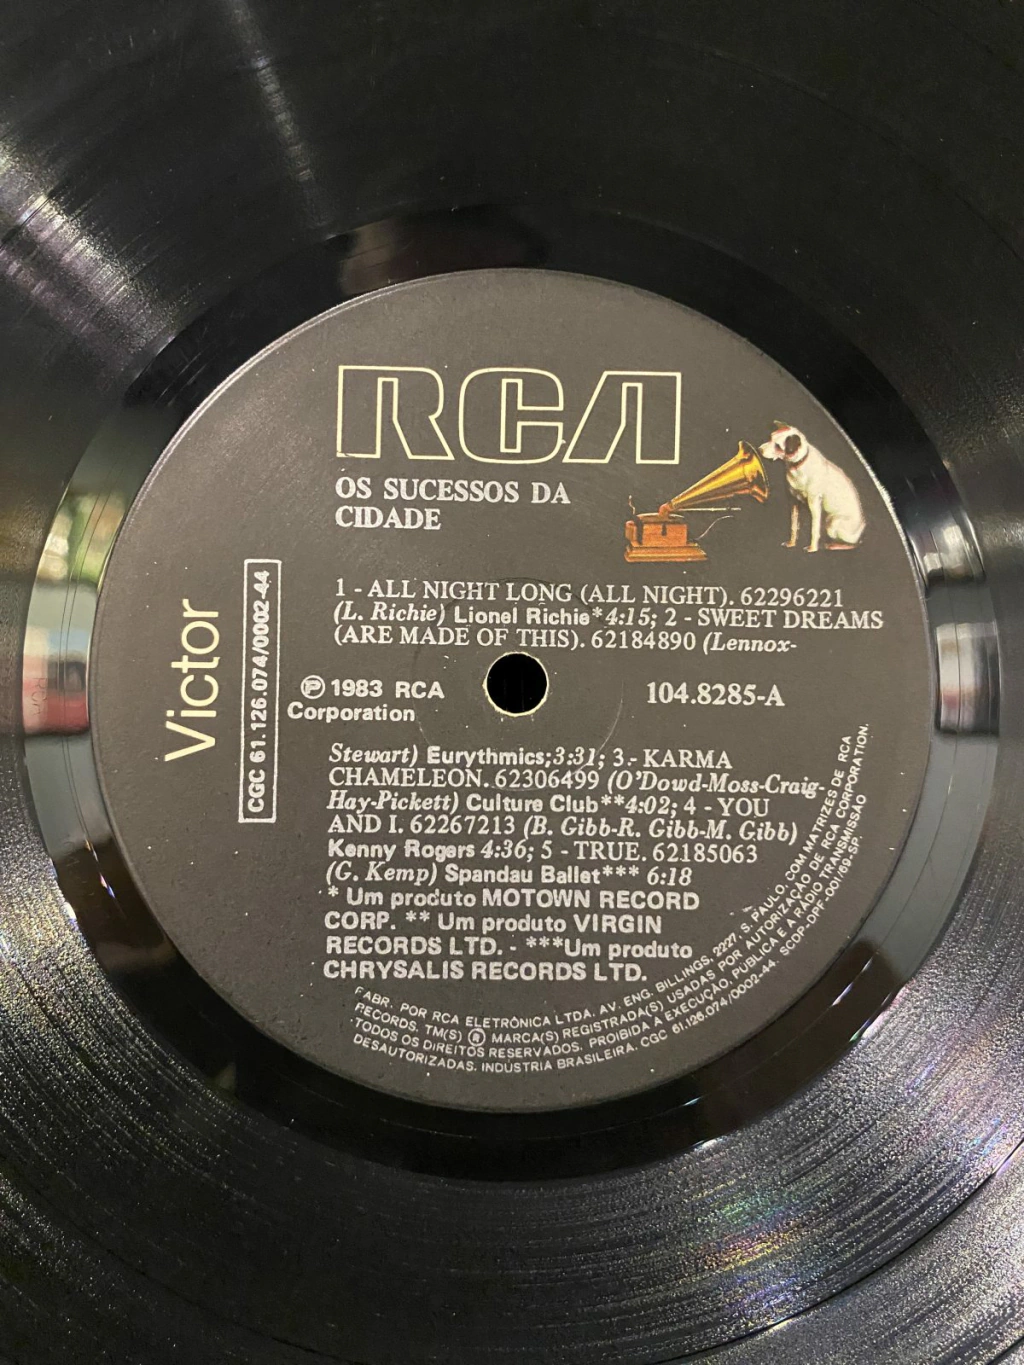 RCA
OS SUCESSOS DA
CIDADE
1 - ALL NIGHT LONG (ALL NIGHT). 62296221
(L. Richie) Lionel Richie*4:15; 2 - SWEET DREAMS
(ARE MADE OF THIS). 62184890 (Lennox-
Victor
CGC 61.126.074/0002-44
℗ 1983 RCA
Corporation
104.8285-A
Stewart) Eurythmics;3:31; 3.- KARMA
CHAMELEON. 62306499 (O'Dowd-Moss-Craig-
Hay-Pickett) Culture Club**4:02; 4 - YOU
AND I. 62267213 (B. Gibb-R. Gibb-M. Gibb)
Kenny Rogers 4:36; 5 - TRUE. 62185063
(G. Kemp) Spandau Ballet*** 6:18
* Um produto MOTOWN RECORD
CORP. ** Um produto VIRGIN
RECORDS LTD. - ***Um produto
CHRYSALIS RECORDS LTD.
FABR. POR RCA ELETRÔNICA LTDA. AV. ENG. BILLINGS, 2227. S. PAULO, COM MATRIZES DE RCA
RECORDS. TM(S) ® MARCA(S) REGISTRADA(S) USADAS POR AUTORIZAÇÃO DE RCA CORPORATION.
TODOS OS DIREITOS RESERVADOS. PROIBIDA A EXECUÇÃO, PÚBLICA E A RÁDIO TRANSMISSÃO
DESAUTORIZADAS. INDÚSTRIA BRASILEIRA. CGC 61.126.074/0002-44. SCDP-DPF-001/69-SP